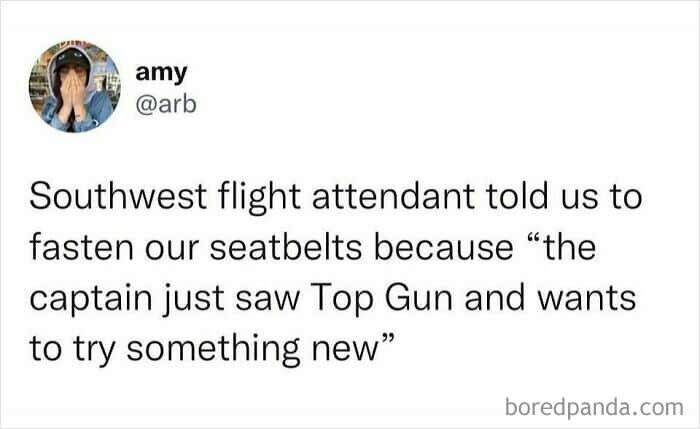 amy
@arb
Southwest flight attendant told us to
fasten our seatbelts because “the
captain just saw Top Gun and wants
to try something new”
boredpanda.com